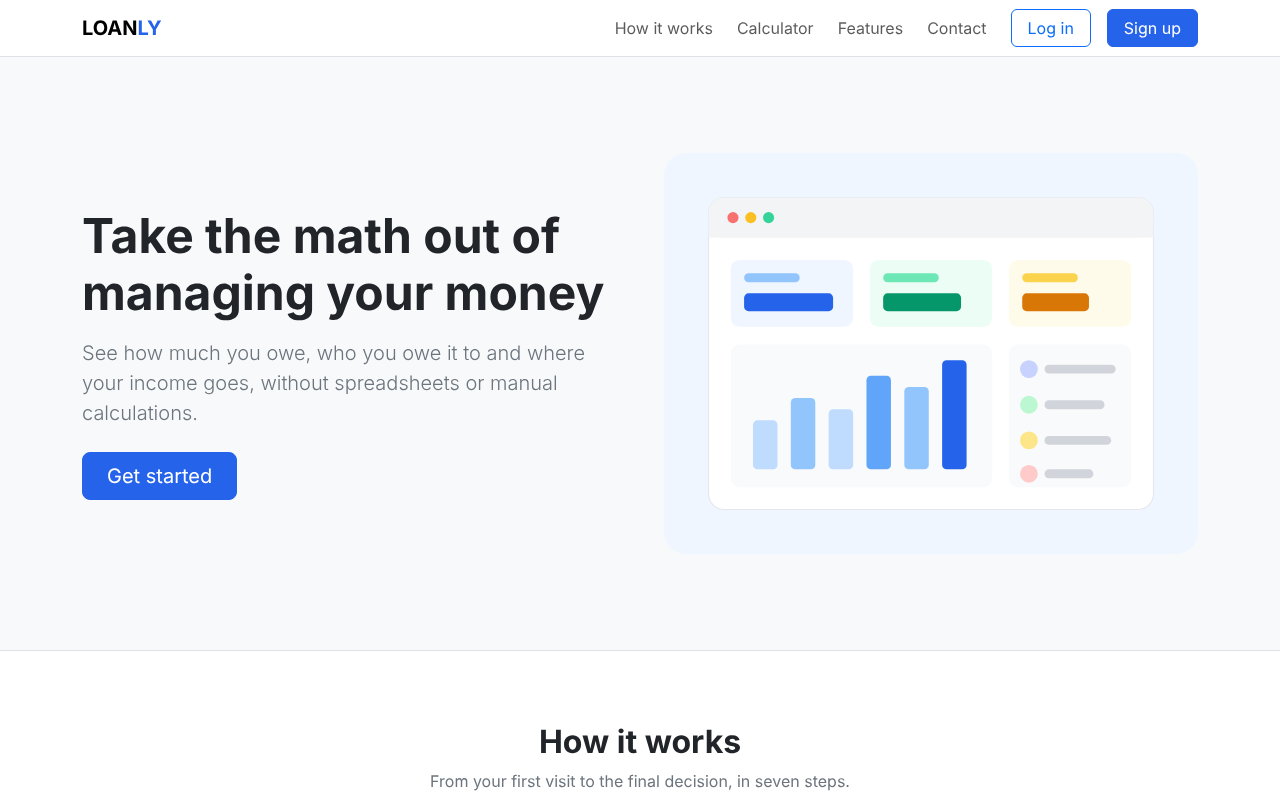 LOANLY
How it works
Calculator
Features
Contact
Log in
Sign up
Take the math out of
managing your money
See how much you owe, who you owe it to and where
your income goes, without spreadsheets or manual
calculations.
Get started
How it works
From your first visit to the final decision, in seven steps.